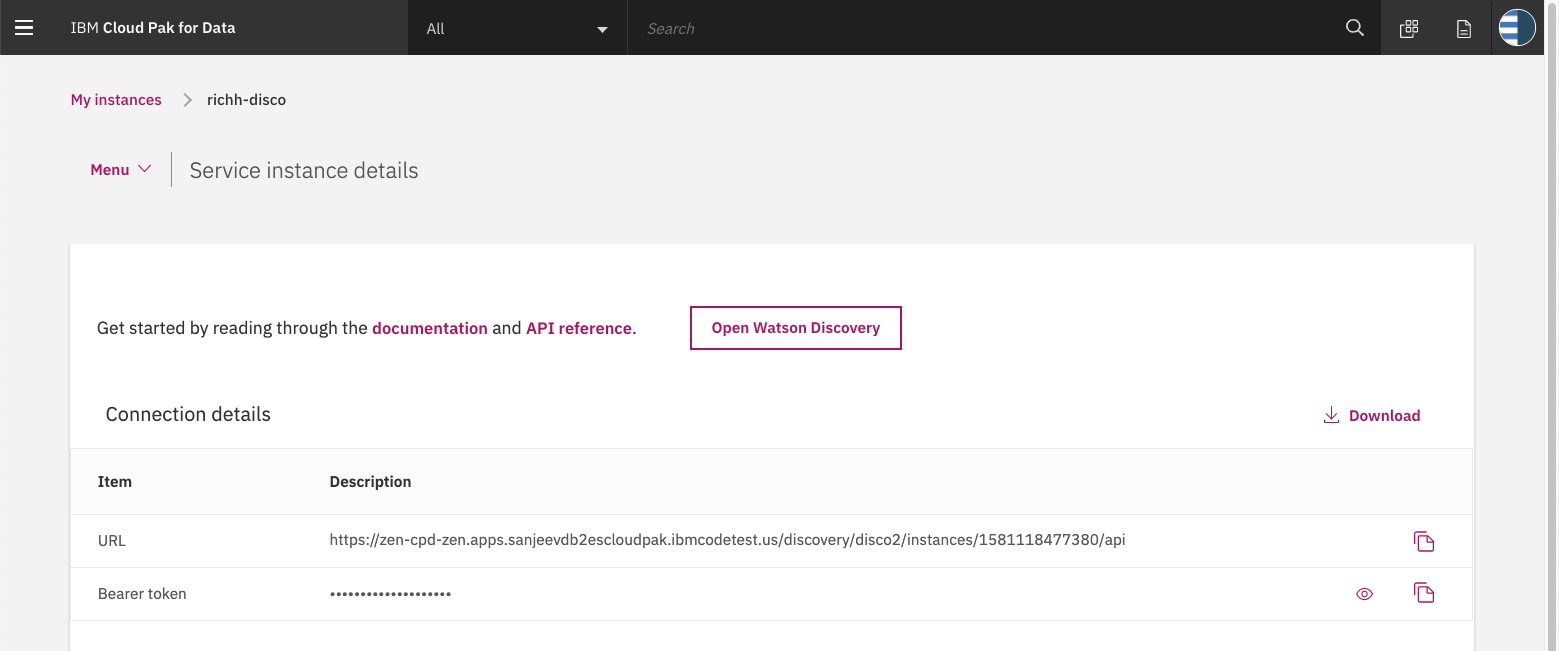 IBM Cloud Pak for Data
All
Search
My instances
richh-disco
Menu
Service instance details
Get started by reading through the documentation and API reference.
Open Watson Discovery
Connection details
Download
Item Description
URL https://zen-cpd-zen.apps.sanjeevdb2escloudpak.ibmcodetest.us/discovery/disco2/instances/1581118477380/api
Bearer token ••••••••••••••••••••